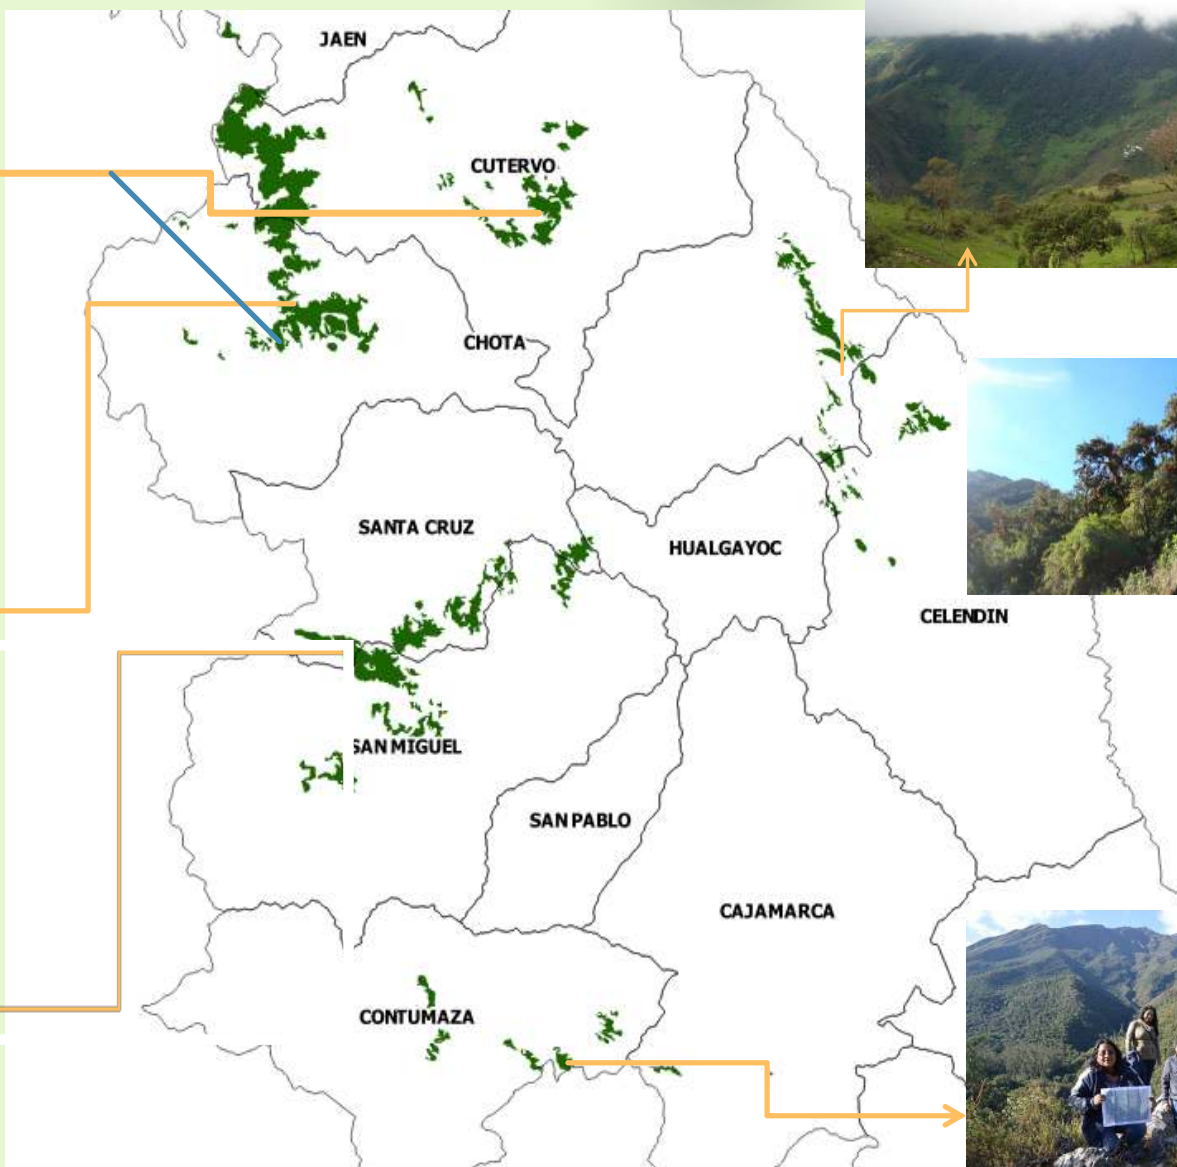 JAEN
CUTERVO
CHOTA
SANTA CRUZ
HUALGAYOC
CELENDIN
SAN MIGUEL
SAN PABLO
CAJAMARCA
CONTUMAZA